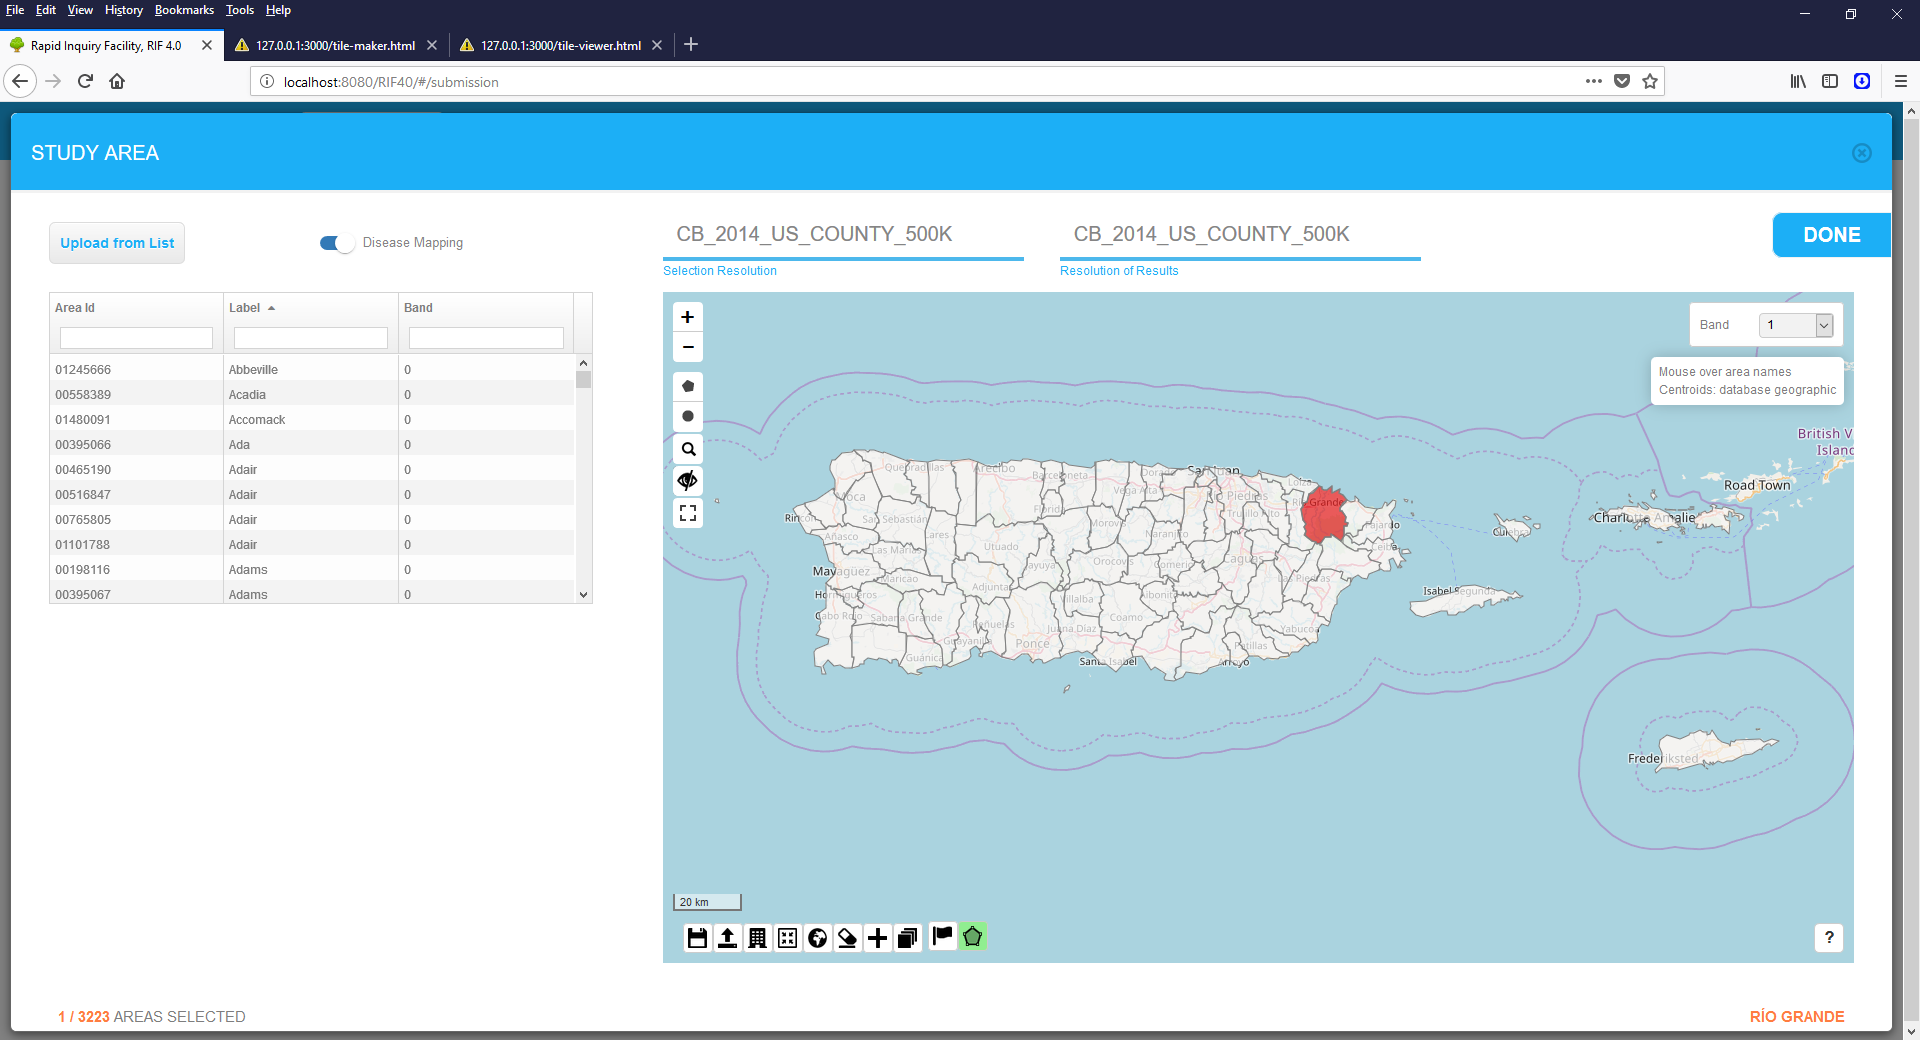 File Edit View History Bookmarks Tools Help
Rapid Inquiry Facility, RIF 4.0
127.0.0.1:3000/tile-maker.html
127.0.0.1:3000/tile-viewer.html
localhost:8080/RIF40/#/submission
STUDY AREA
Upload from List
Disease Mapping
CB_2014_US_COUNTY_500K
Selection Resolution
CB_2014_US_COUNTY_500K
Resolution of Results
DONE
Area Id Label Band
01245666 Abbeville 0
00558389 Acadia 0
01480091 Accomack 0
00395066 Ada 0
00465190 Adair 0
00516847 Adair 0
00765805 Adair 0
01101788 Adair 0
00198116 Adams 0
00395067 Adams 0
+
−
Band 1
Mouse over area names
Centroids: database geographic
British V
Islanc
Road Town
Charlotte Amalie
Quebradillas
Arecibo
Barceloneta
Dorado
San Juan
Loíza
Moca
Vega Alta
Río Piedras
Grande
Rincón
San Sebastián
Florida
Morovis
Trujillo Alto
Fajardo
Culebra
Añasco
Lares
Naranjito
Las Marías
Utuado
Ceiba
Mayagüez
Maricao
Jayuya
Orocovis
Comerío
Caguas
Las Piedras
Hormigueros
Adjuntas
Villalba
Aibonito
Isabel Segunda
Cabo Rojo
Sabana Grande
Peñuelas
Juana Díaz
Coamo
Yabucoa
Guayanilla
Ponce
Patillas
Guánica
Santa Isabel
Arroyo
Frederiksted
20 km
?
1 / 3223 AREAS SELECTED
RÍO GRANDE